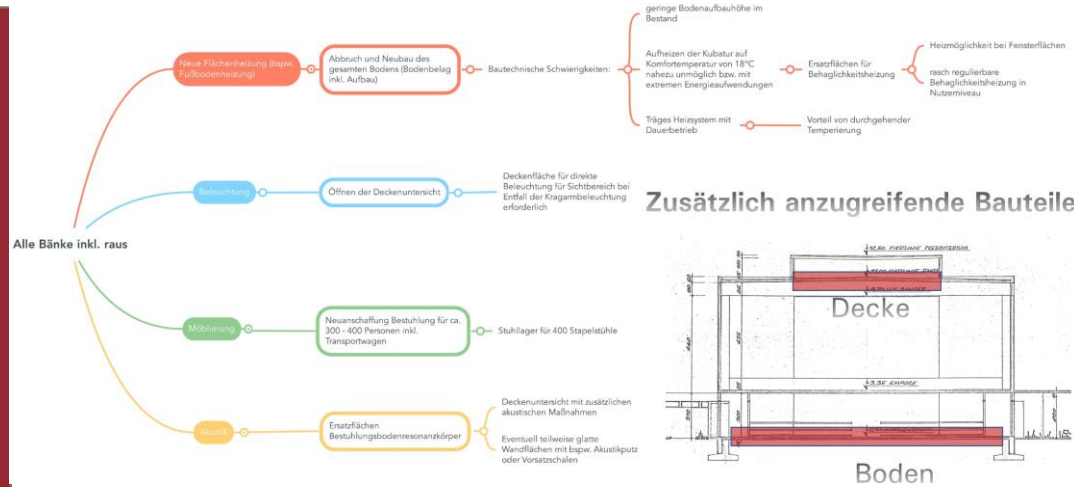 Alle Bänke inkl. raus
Neue Flächenheizung (bspw.
Fußbodenheizung)
Abbruch und Neubau des
gesamten Bodens (Bodenbelag
inkl. Aufbau)
Bautechnische Schwierigkeiten:
geringe Bodenaufbauhöhe im
Bestand
Aufheizen der Kubatur auf
Komfortemperatur von 18°C
nahezu unmöglich bzw. mit
extremen Energieaufwendungen
Ersatzflächen für
Behaglichkeitsheizung
Heizmöglichkeit bei Fensterflächen
rasch regulierbare
Behaglichkeitsheizung in
Nutzerniveau
Träges Heizsystem mit
Dauerbetrieb
Vorteil von durchgehender
Temperierung
Beleuchtung
Öffnen der Deckenuntersicht
Deckenfläche für direkte
Beleuchtung für Sichtbereich bei
Entfall der Kragarmbeleuchtung
erforderlich
Möblierung
Neuanschaffung Bestuhlung für ca.
300 - 400 Personen inkl.
Transportwagen
Stuhllager für 400 Stapelstühle
Akustik
Ersatzflächen
Bestuhlungsbodenresonanzkörper
Deckenuntersicht mit zusätzlichen
akustischen Maßnahmen
Eventuell teilweise glatte
Wandflächen mit bspw. Akustikputz
oder Vorsatzschalen
Zusätzlich anzugreifende Bauteile
Decke
3,35 EMPORE
Boden